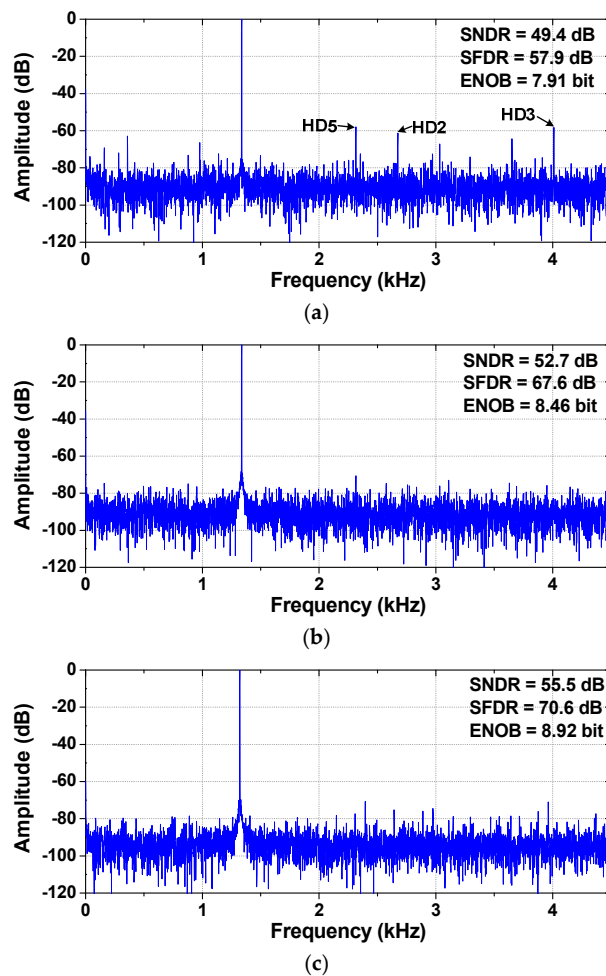 0
SNDR = 49.4 dB
SFDR = 57.9 dB
ENOB = 7.91 bit
-20
-40
-60
HD5
HD2
HD3
-80
-100
-120
Amplitude (dB)
0 1 2 3 4
Frequency (kHz)
(a)
0
SNDR = 52.7 dB
SFDR = 67.6 dB
ENOB = 8.46 bit
-20
-40
-60
-80
-100
-120
Amplitude (dB)
0 1 2 3 4
Frequency (kHz)
(b)
0
SNDR = 55.5 dB
SFDR = 70.6 dB
ENOB = 8.92 bit
-20
-40
-60
-80
-100
-120
Amplitude (dB)
0 1 2 3 4
Frequency (kHz)
(c)